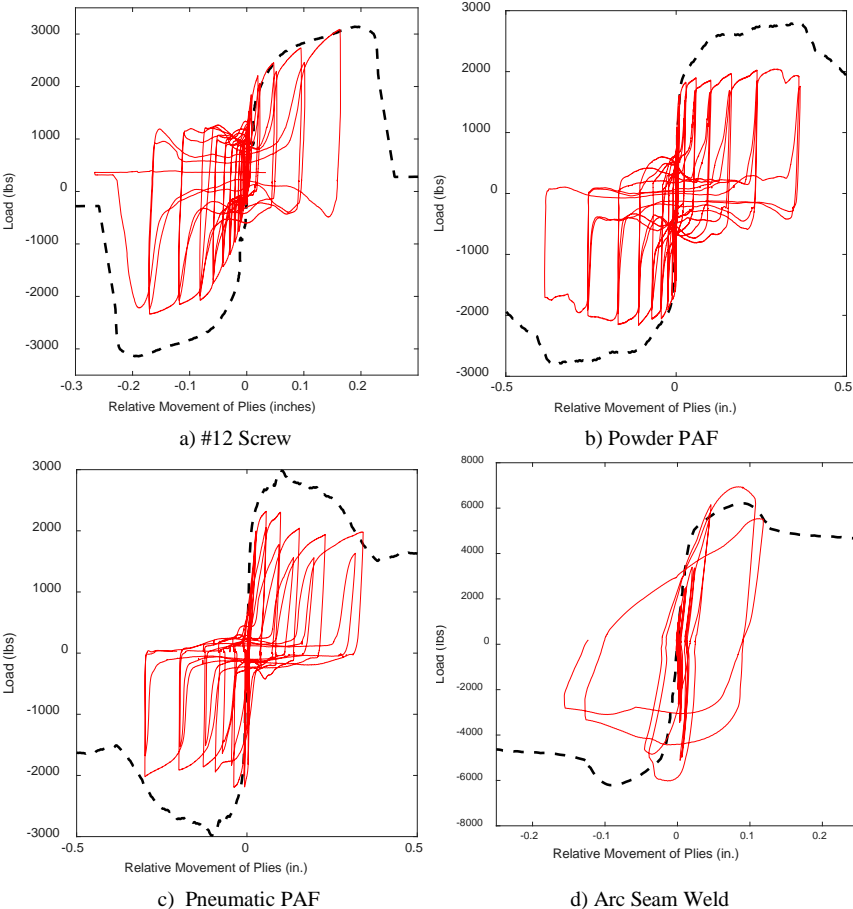 3000
2000
1000
0
-1000
-2000
-3000
Load (lbs)
-0.3 -0.2 -0.1 0 0.1 0.2
Relative Movement of Plies (inches)
a) #12 Screw
3000
2000
1000
0
-1000
-2000
-3000
Load (lbs)
-0.5 0 0.5
Relative Movement of Plies (in.)
b) Powder PAF
3000
2000
1000
0
-1000
-2000
-3000
Load (lbs)
-0.5 0 0.5
Relative Movement of Plies (in.)
c) Pneumatic PAF
8000
6000
4000
2000
0
-2000
-4000
-6000
-8000
Load (lbs)
-0.2 -0.1 0 0.1 0.2
Relative Movement of Plies (in.)
d) Arc Seam Weld